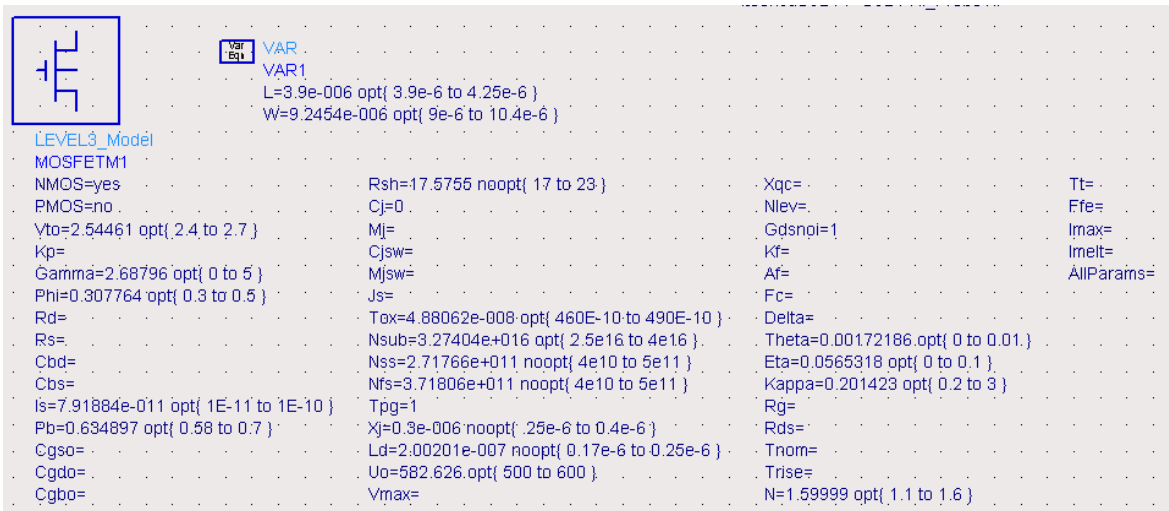 Var
Eqn
VAR
VAR1
L=3.9e-006 opt{ 3.9e-6 to 4.25e-6 }
W=9.2454e-006 opt{ 9e-6 to 10.4e-6 }
LEVEL3_Model
MOSFETM1
NMOS=yes
PMOS=no
Vto=2.54461 opt{ 2.4 to 2.7 }
Kp=
Gamma=2.68796 opt{ 0 to 5 }
Phi=0.307764 opt{ 0.3 to 0.5 }
Rd=
Rs=
Cbd=
Cbs=
Is=7.91884e-011 opt{ 1E-11 to 1E-10 }
Pb=0.634897 opt{ 0.58 to 0.7 }
Cgso=
Cgdo=
Cgbo=
Rsh=17.5755 noopt{ 17 to 23 }
Cj=0
Mj=
Cjsw=
Mjsw=
Js=
Tox=4.88062e-008 opt{ 460E-10 to 490E-10 }
Nsub=3.27404e+016 opt{ 2.5e16 to 4e16 }
Nss=2.71766e+011 noopt{ 4e10 to 5e11 }
Nfs=3.71806e+011 noopt{ 4e10 to 5e11 }
Tpg=1
Xj=0.3e-006 noopt{ .25e-6 to 0.4e-6 }
Ld=2.00201e-007 noopt{ 0.17e-6 to 0.25e-6 }
Uo=582.626 opt{ 500 to 600 }
Vmax=
Xqc=
Nlev=
Gdsnoi=1
Kf=
Af=
Fc=
Delta=
Theta=0.00172186 opt{ 0 to 0.01 }
Eta=0.0565318 opt{ 0 to 0.1 }
Kappa=0.201423 opt{ 0.2 to 3 }
Rg=
Rds=
Tnom=
Trise=
N=1.59999 opt{ 1.1 to 1.6 }
Tt=
Ffe=
Imax=
Imelt=
AllParams=